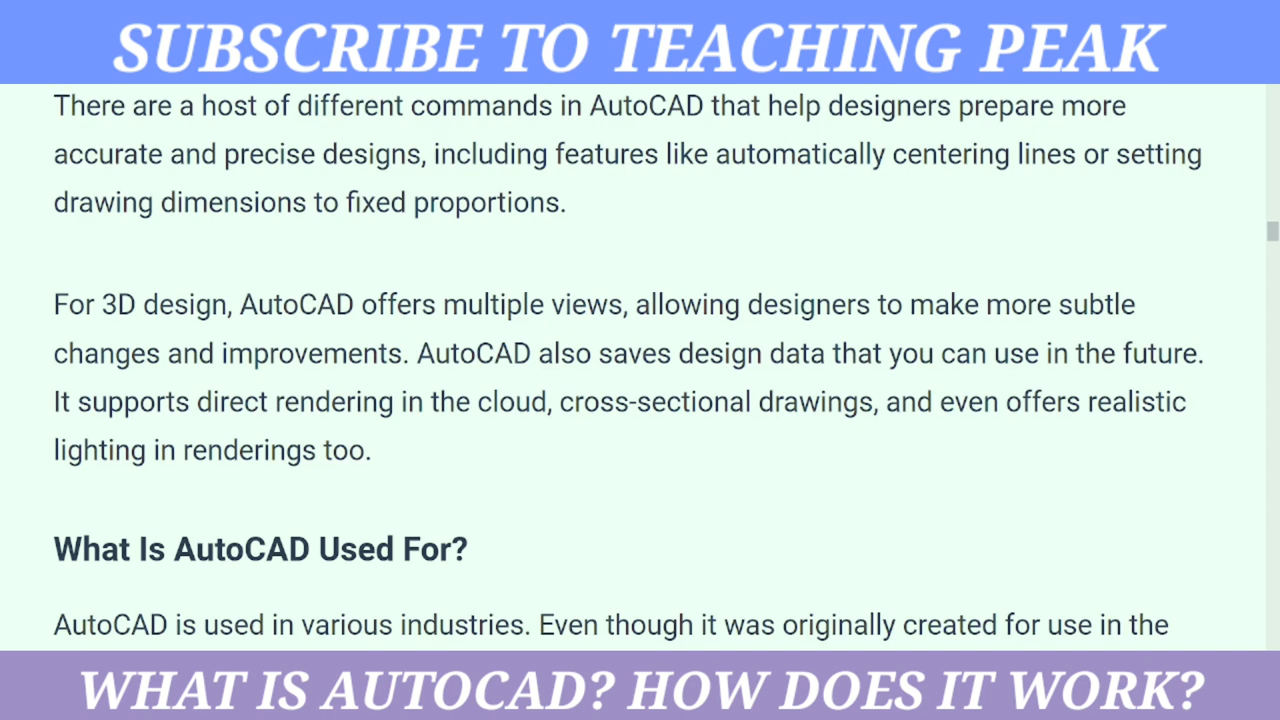 SUBSCRIBE TO TEACHING PEAK
There are a host of different commands in AutoCAD that help designers prepare more
accurate and precise designs, including features like automatically centering lines or setting
drawing dimensions to fixed proportions.
For 3D design, AutoCAD offers multiple views, allowing designers to make more subtle
changes and improvements. AutoCAD also saves design data that you can use in the future.
It supports direct rendering in the cloud, cross-sectional drawings, and even offers realistic
lighting in renderings too.
What Is AutoCAD Used For?
AutoCAD is used in various industries. Even though it was originally created for use in the
WHAT IS AUTOCAD? HOW DOES IT WORK?